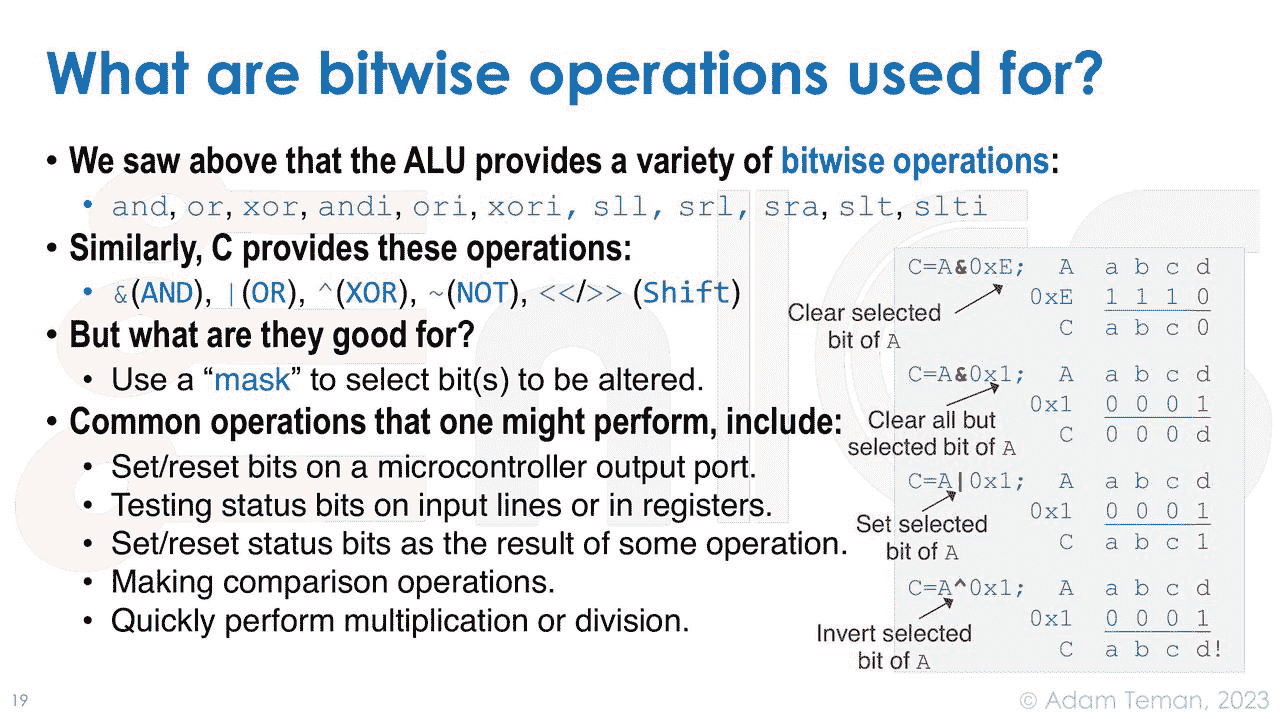 What are bitwise operations used for?
• We saw above that the ALU provides a variety of bitwise operations:
• and, or, xor, andi, ori, xori, sll, srl, sra, slt, slti
• Similarly, C provides these operations:
• &(AND), |(OR), ^(XOR), ~(NOT), <</>> (Shift)
• But what are they good for?
• Use a “mask” to select bit(s) to be altered.
• Common operations that one might perform, include:
• Set/reset bits on a microcontroller output port.
• Testing status bits on input lines or in registers.
• Set/reset status bits as the result of some operation.
• Making comparison operations.
• Quickly perform multiplication or division.
C=A&0xE; A a b c d
0xE 1 1 1 0
C a b c 0
Clear selected
bit of A
C=A&0x1; A a b c d
0x1 0 0 0 1
C 0 0 0 d
Clear all but
selected bit of A
C=A|0x1; A a b c d
0x1 0 0 0 1
C a b c 1
Set selected
bit of A
C=A^0x1; A a b c d
0x1 0 0 0 1
C a b c d!
Invert selected
bit of A
19
© Adam Teman, 2023